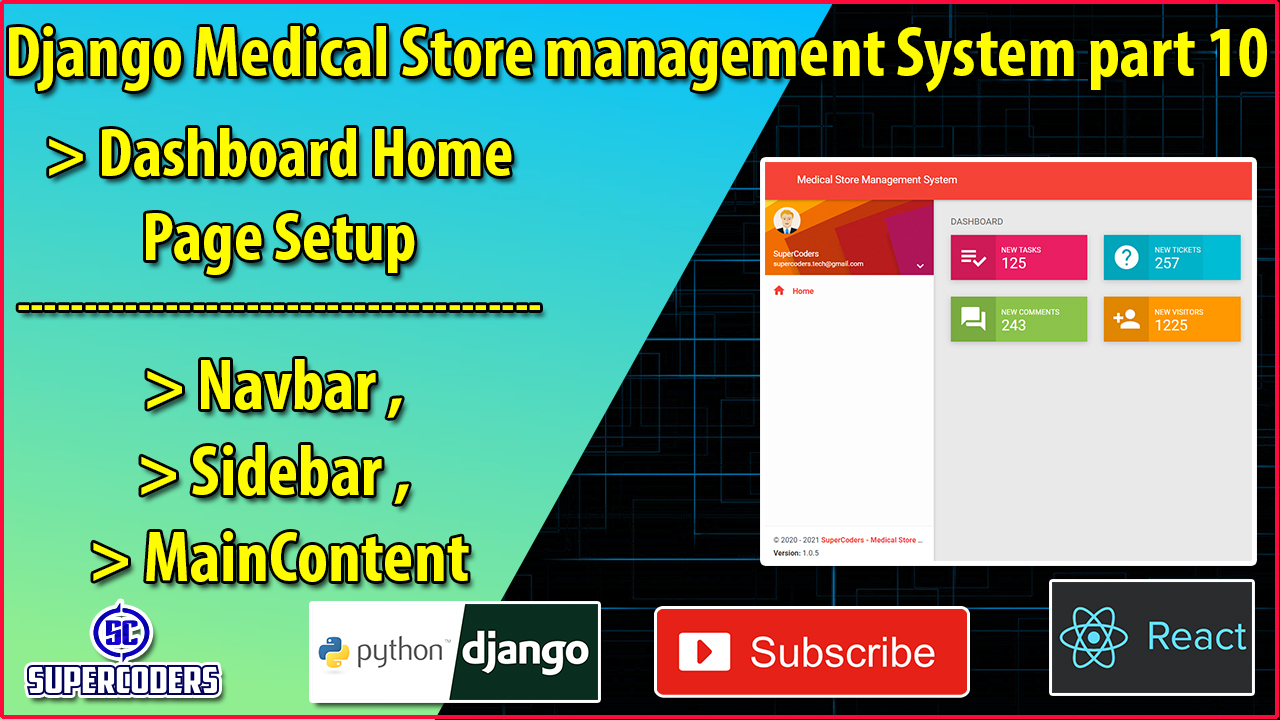 Django Medical Store management System part 10
> Dashboard Home
Page Setup
------------------------------------------
> Navbar ,
> Sidebar ,
> MainContent
Medical Store Management System
SuperCoders
supercoders.tech@gmail.com
Home
DASHBOARD
NEW TASKS
125
NEW TICKETS
257
NEW COMMENTS
243
NEW VISITORS
1225
© 2020 - 2021 SuperCoders - Medical Store ...
Version: 1.0.5
SC
SUPERCODERS
python™
django
Subscribe
React